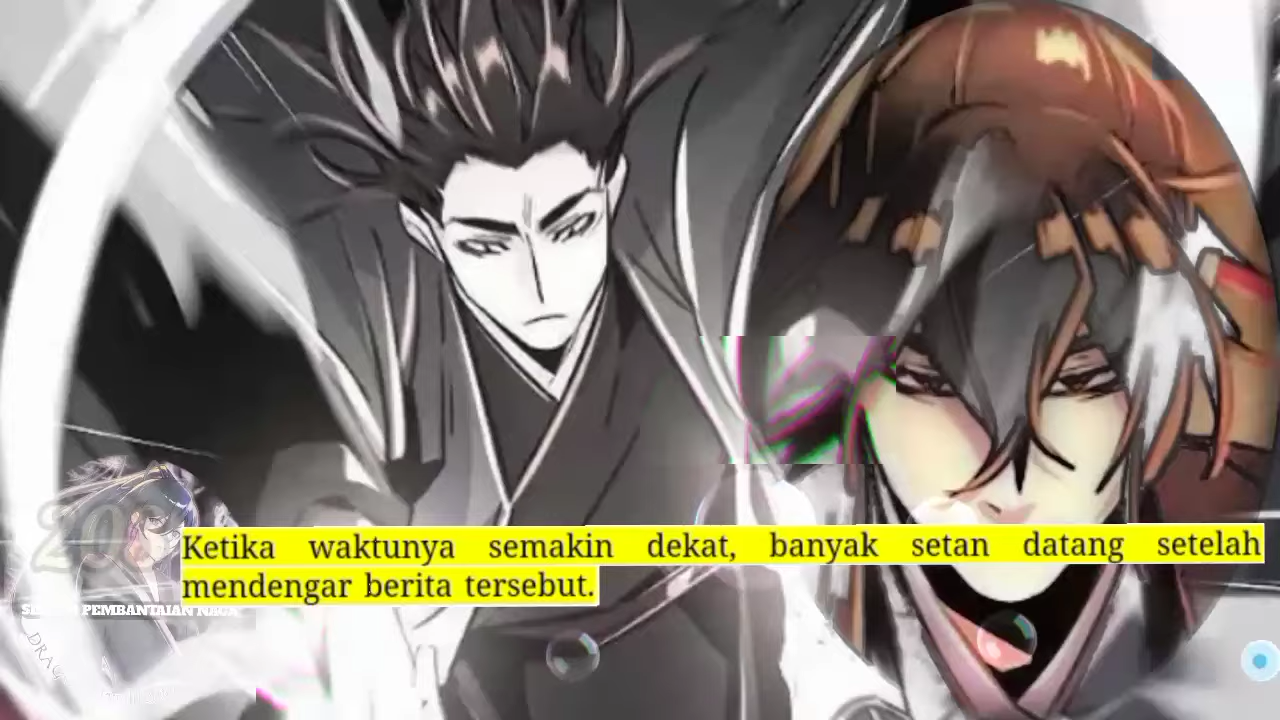 Ketika waktunya semakin dekat, banyak setan datang setelah
mendengar berita tersebut.
PEMBANTAIAN NAGA